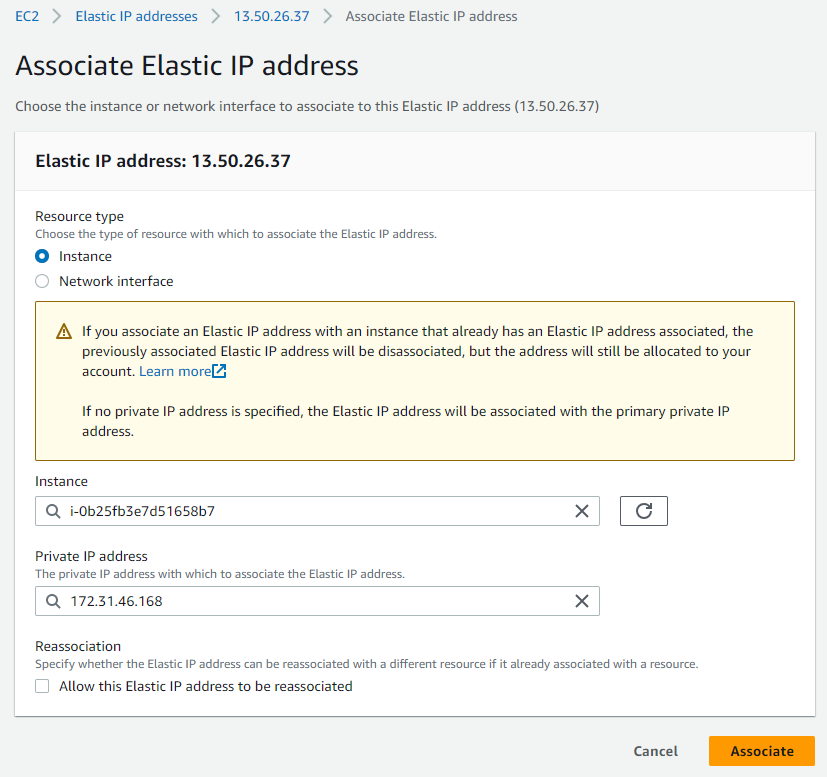 EC2 > Elastic IP addresses > 13.50.26.37 > Associate Elastic IP address
Associate Elastic IP address
Choose the instance or network interface to associate to this Elastic IP address (13.50.26.37)
Elastic IP address: 13.50.26.37
Resource type
Choose the type of resource with which to associate the Elastic IP address.
Instance
Network interface
If you associate an Elastic IP address with an instance that already has an Elastic IP address associated, the
previously associated Elastic IP address will be disassociated, but the address will still be allocated to your
account. Learn more
If no private IP address is specified, the Elastic IP address will be associated with the primary private IP
address.
Instance
i-0b25fb3e7d51658b7
Private IP address
The private IP address with which to associate the Elastic IP address.
172.31.46.168
Reassociation
Specify whether the Elastic IP address can be reassociated with a different resource if it already associated with a resource.
Allow this Elastic IP address to be reassociated
Cancel Associate